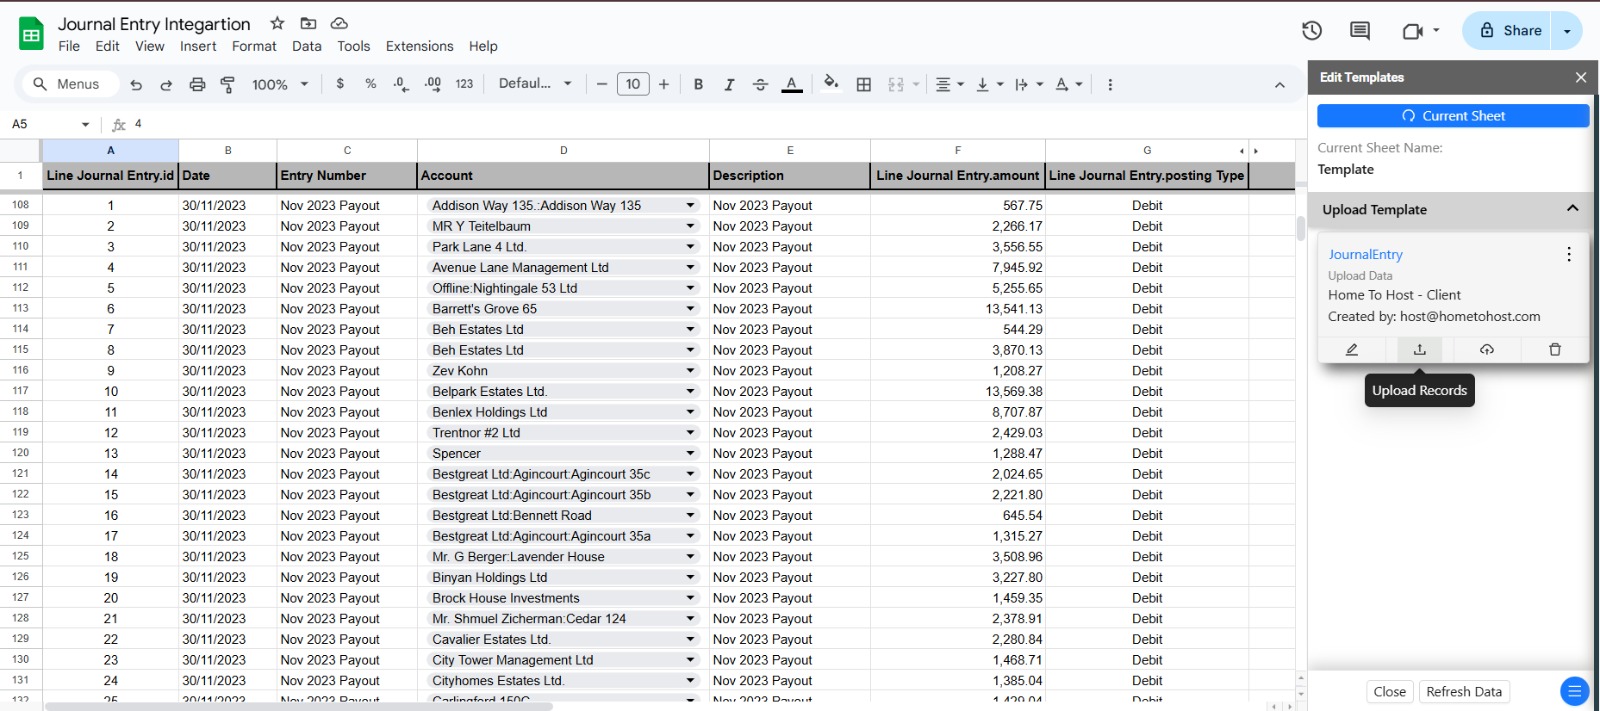 Journal Entry Integartion
File Edit View Insert Format Data Tools Extensions Help
Share
Menus 100% $ % .0 .00 123 Defaul... 10 B I A
A5 fx 4
A B C D E F G
1 Line Journal Entry.id Date Entry Number Account Description Line Journal Entry.amount Line Journal Entry.posting Type
108 1 30/11/2023 Nov 2023 Payout Addison Way 135.:Addison Way 135 Nov 2023 Payout 567.75 Debit
109 2 30/11/2023 Nov 2023 Payout MR Y Teitelbaum Nov 2023 Payout 2,266.17 Debit
110 3 30/11/2023 Nov 2023 Payout Park Lane 4 Ltd. Nov 2023 Payout 3,556.55 Debit
111 4 30/11/2023 Nov 2023 Payout Avenue Lane Management Ltd Nov 2023 Payout 7,945.92 Debit
112 5 30/11/2023 Nov 2023 Payout Offline:Nightingale 53 Ltd Nov 2023 Payout 5,255.65 Debit
113 6 30/11/2023 Nov 2023 Payout Barrett's Grove 65 Nov 2023 Payout 13,541.13 Debit
114 7 30/11/2023 Nov 2023 Payout Beh Estates Ltd Nov 2023 Payout 544.29 Debit
115 8 30/11/2023 Nov 2023 Payout Beh Estates Ltd Nov 2023 Payout 3,870.13 Debit
116 9 30/11/2023 Nov 2023 Payout Zev Kohn Nov 2023 Payout 1,208.27 Debit
117 10 30/11/2023 Nov 2023 Payout Belpark Estates Ltd. Nov 2023 Payout 13,569.38 Debit
118 11 30/11/2023 Nov 2023 Payout Benlex Holdings Ltd Nov 2023 Payout 8,707.87 Debit
119 12 30/11/2023 Nov 2023 Payout Trentnor #2 Ltd Nov 2023 Payout 2,429.03 Debit
120 13 30/11/2023 Nov 2023 Payout Spencer Nov 2023 Payout 1,288.47 Debit
121 14 30/11/2023 Nov 2023 Payout Bestgreat Ltd:Agincourt:Agincourt 35c Nov 2023 Payout 2,024.65 Debit
122 15 30/11/2023 Nov 2023 Payout Bestgreat Ltd:Agincourt:Agincourt 35b Nov 2023 Payout 2,221.80 Debit
123 16 30/11/2023 Nov 2023 Payout Bestgreat Ltd:Bennett Road Nov 2023 Payout 645.54 Debit
124 17 30/11/2023 Nov 2023 Payout Bestgreat Ltd:Agincourt:Agincourt 35a Nov 2023 Payout 1,315.27 Debit
125 18 30/11/2023 Nov 2023 Payout Mr. G Berger:Lavender House Nov 2023 Payout 3,508.96 Debit
126 19 30/11/2023 Nov 2023 Payout Binyan Holdings Ltd Nov 2023 Payout 3,227.80 Debit
127 20 30/11/2023 Nov 2023 Payout Brock House Investments Nov 2023 Payout 1,459.35 Debit
128 21 30/11/2023 Nov 2023 Payout Mr. Shmuel Zicherman:Cedar 124 Nov 2023 Payout 2,378.91 Debit
129 22 30/11/2023 Nov 2023 Payout Cavalier Estates Ltd. Nov 2023 Payout 2,280.84 Debit
130 23 30/11/2023 Nov 2023 Payout City Tower Management Ltd Nov 2023 Payout 1,468.71 Debit
131 24 30/11/2023 Nov 2023 Payout Cityhomes Estates Ltd. Nov 2023 Payout 1,385.04 Debit
132 25 30/11/2023 Nov 2023 Payout Carlingford 150C Nov 2023 Payout 1,429.04 Debit
Edit Templates
Current Sheet
Current Sheet Name:
Template
Upload Template
JournalEntry
Upload Data
Home To Host - Client
Created by: host@hometohost.com
Upload Records
Close Refresh Data